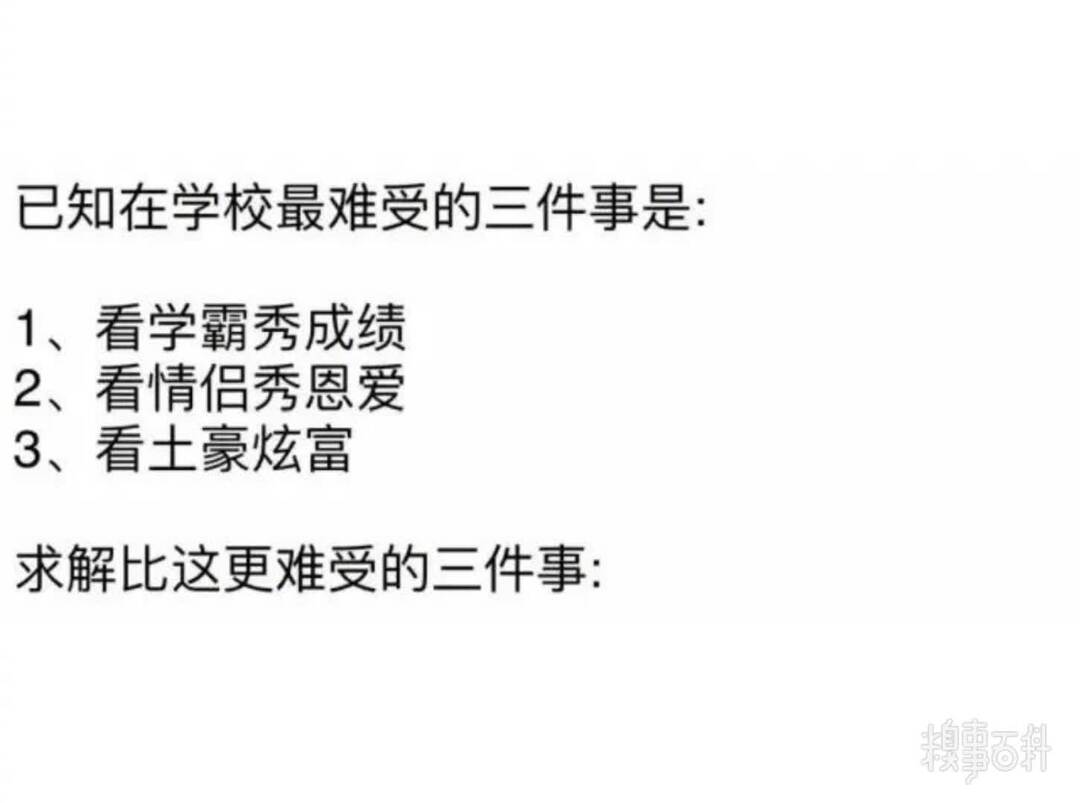 已知在学校最难受的三件事是:
1、看学霸秀成绩
2、看情侣秀恩爱
3、看土豪炫富
求解比这更难受的三件事:
糗事百科